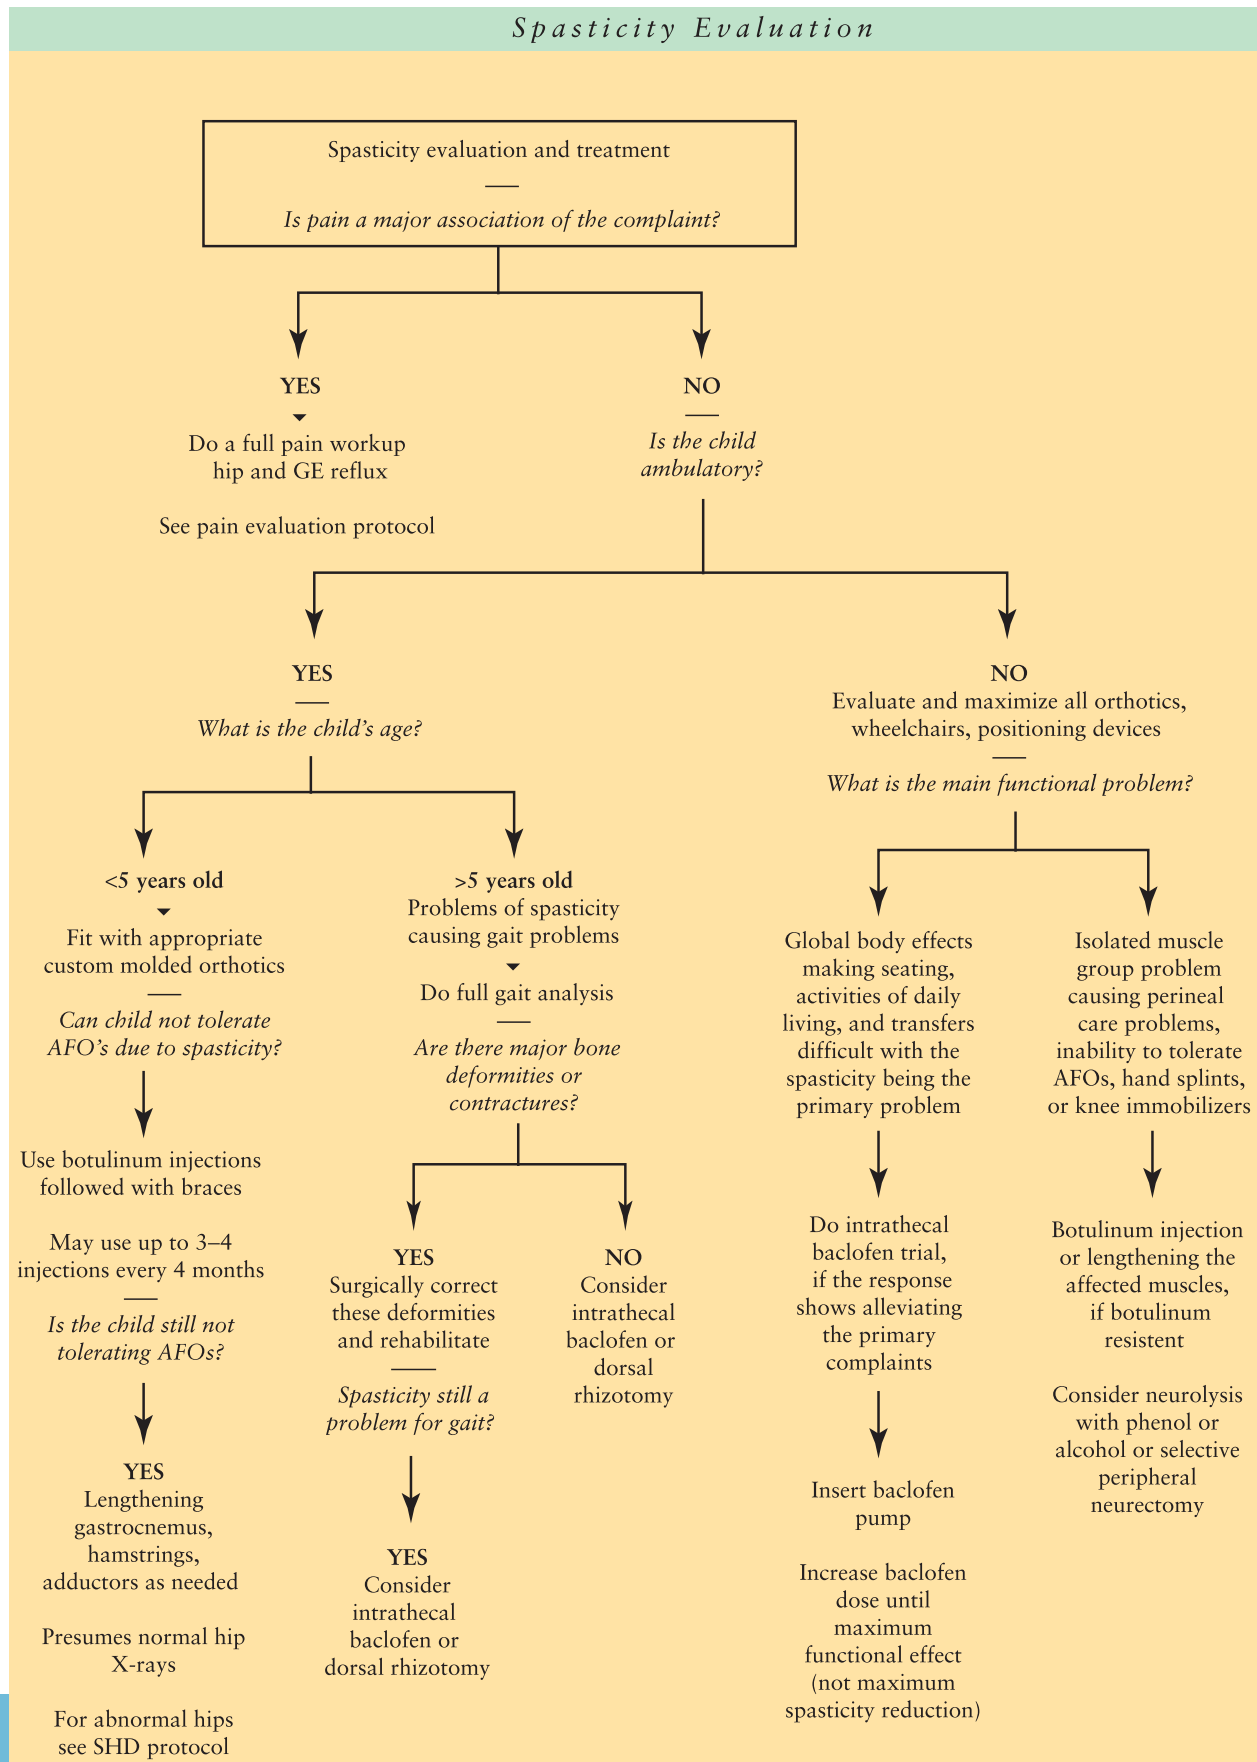 Spasticity Evaluation
Spasticity evaluation and treatment
Is pain a major association of the complaint?
YES
Do a full pain workup
hip and GE reflux
See pain evaluation protocol
NO
Is the child
ambulatory?
YES
What is the child's age?
<5 years old
Fit with appropriate
custom molded orthotics
Can child not tolerate
AFO's due to spasticity?
Use botulinum injections
followed with braces
May use up to 3–4
injections every 4 months
Is the child still not
tolerating AFOs?
YES
Lengthening
gastrocnemus,
hamstrings,
adductors as needed
Presumes normal hip
X-rays
For abnormal hips
see SHD protocol
>5 years old
Problems of spasticity
causing gait problems
Do full gait analysis
Are there major bone
deformities or
contractures?
YES
Surgically correct
these deformities
and rehabilitate
Spasticity still a
problem for gait?
YES
Consider
intrathecal
baclofen or
dorsal rhizotomy
NO
Consider
intrathecal
baclofen or
dorsal
rhizotomy
NO
Evaluate and maximize all orthotics,
wheelchairs, positioning devices
What is the main functional problem?
Global body effects
making seating,
activities of daily
living, and transfers
difficult with the
spasticity being the
primary problem
Do intrathecal
baclofen trial,
if the response
shows alleviating
the primary
complaints
Insert baclofen
pump
Increase baclofen
dose until
maximum
functional effect
(not maximum
spasticity reduction)
Isolated muscle
group problem
causing perineal
care problems,
inability to tolerate
AFOs, hand splints,
or knee immobilizers
Botulinum injection
or lengthening the
affected muscles,
if botulinum
resistent
Consider neurolysis
with phenol or
alcohol or selective
peripheral
neurectomy